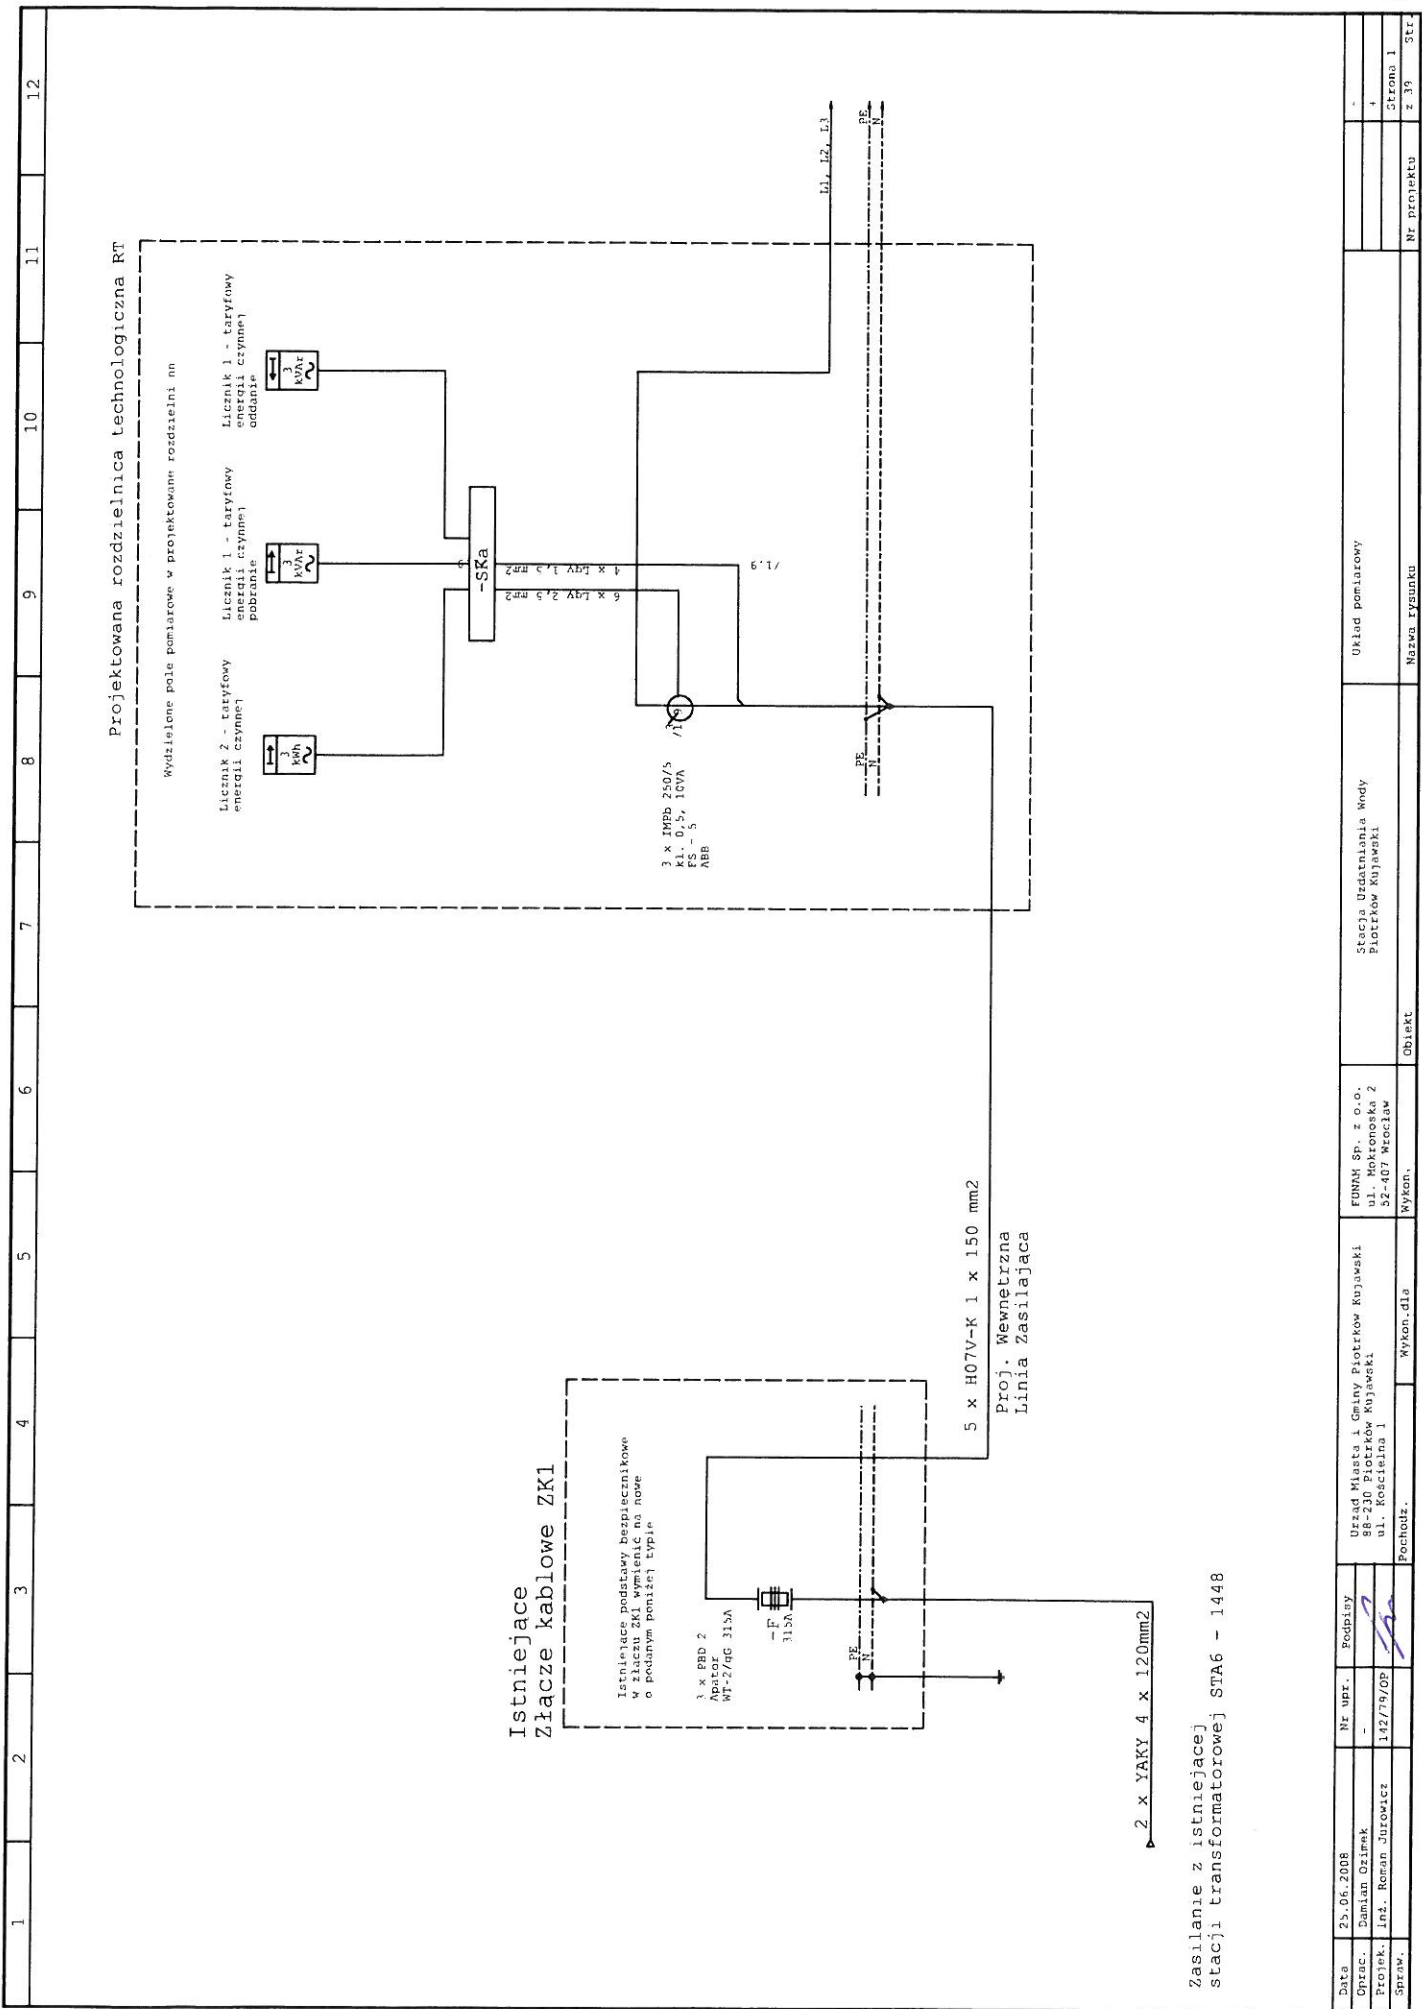 1 2 3 4 5 6 7 8 9 10 11 12
Projektowana rozdzielnica technologiczna RT
Wydzielone pole pomiarowe w projektowane rozdzielni nn
Licznik 2 - taryfowy
energii czynnej
3
kWh
Licznik 1 - taryfowy
energii czynnej
pobranie
3
kVAr
Licznik 1 - taryfowy
energii czynnej
oddanie
3
kVAr
-SKa
6 x Lgy 2,5 mm2
4 x Lgy 1,5 mm2
/1.9
3 x IMPb 250/5
kl. 0,5, 10VA
FS - 5
ABB
L1, L2, L3
PE
N
PE
N
Istniejące
Złącze kablowe ZK1
Istniejace podstawy bezpiecznikowe
w złaczu ZK1 wymienić na nowe
o podanym poniżej typie
3 x PBD 2
Apator
WT-2/gG 315A
-F
315A
PE
N
5 x H07V-K 1 x 150 mm2
Proj. Wewnętrzna
Linia Zasilająca
2 x YAKY 4 x 120mm2
Zasilanie z istniejacej
stacji transformatorowej STA6 - 1448
Data 25.06.2008 Nr upr. Podpisy
Oprac. Damian Ozimek -
Projek. inż. Roman Jurowicz 142/79/OP
Spraw.
Urząd Miasta i Gminy Piotrków Kujawski
88-230 Piotrków Kujawski
ul. Kościelna 1
Pochodz. Wykon.dla
FUNAM Sp. z o.o.
ul. Mokronoska 2
52-407 Wrocław
Wykon.
Stacja Uzdatniania Wody
Piotrków Kujawski
Obiekt
Układ pomiarowy
Nazwa rysunku
Nr projektu
-
+
Strona 1
z 39 Str.